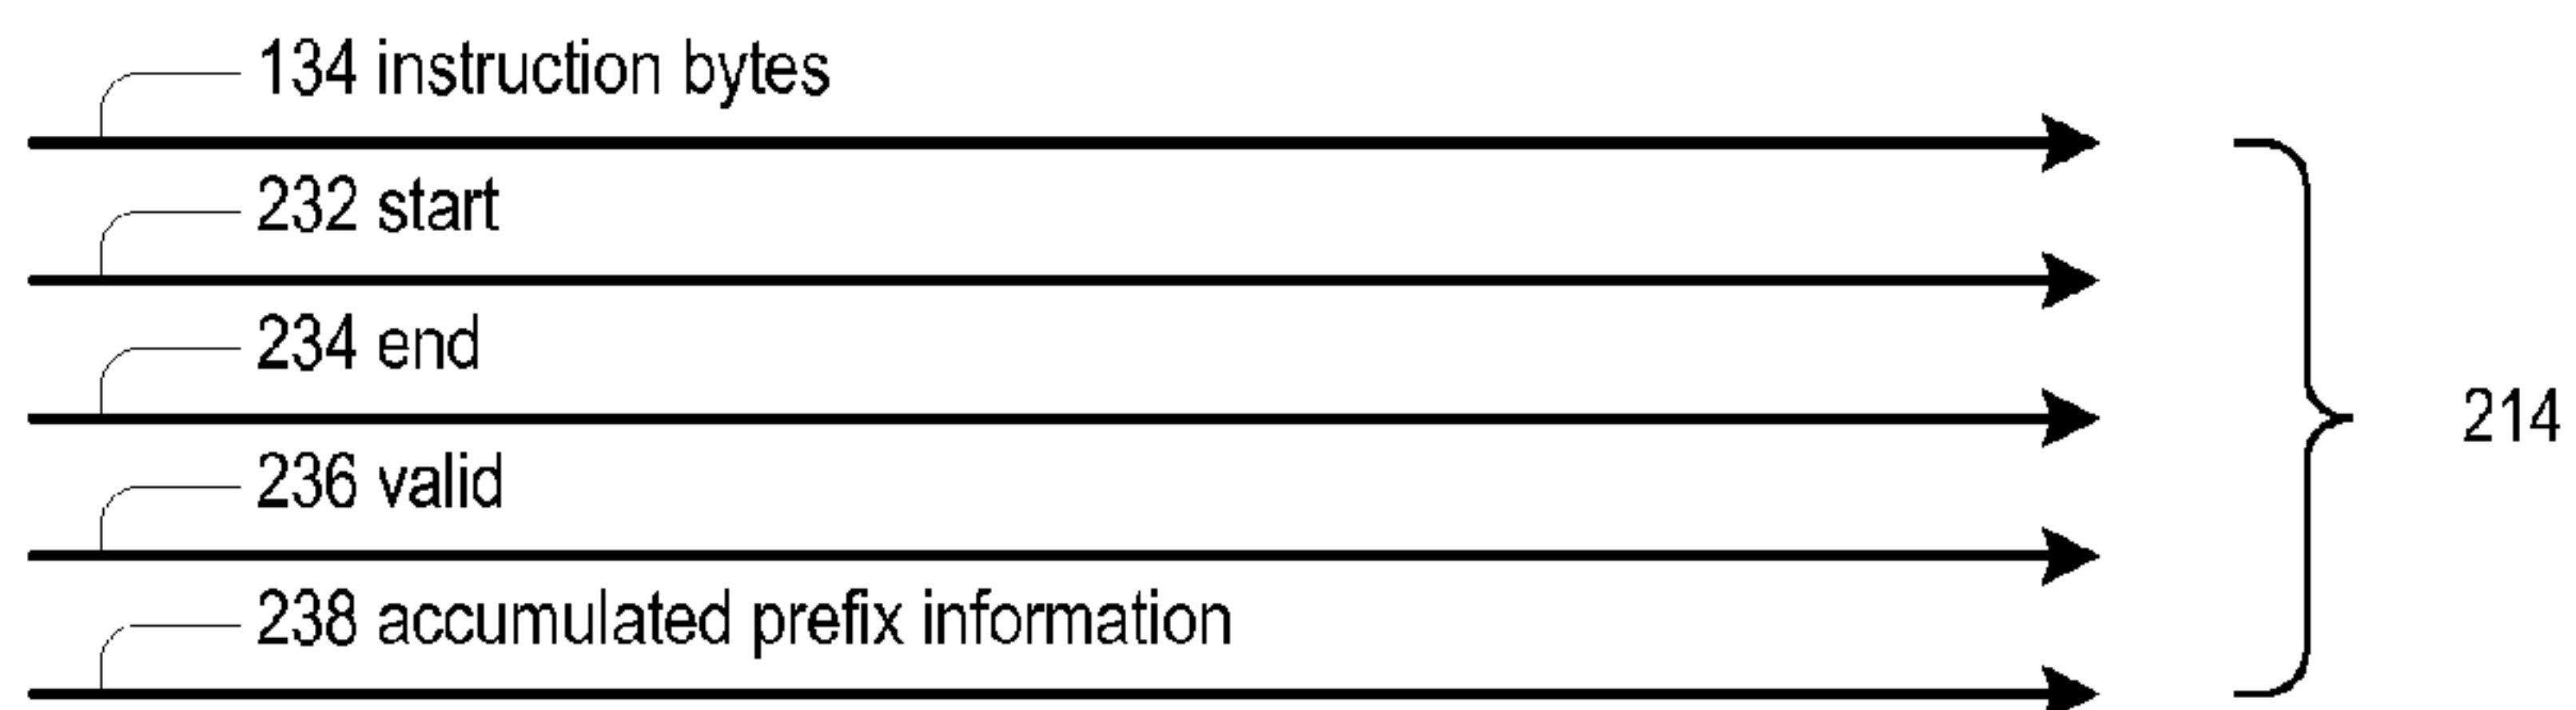 134 instruction bytes
232 start
234 end
236 valid
238 accumulated prefix information
214